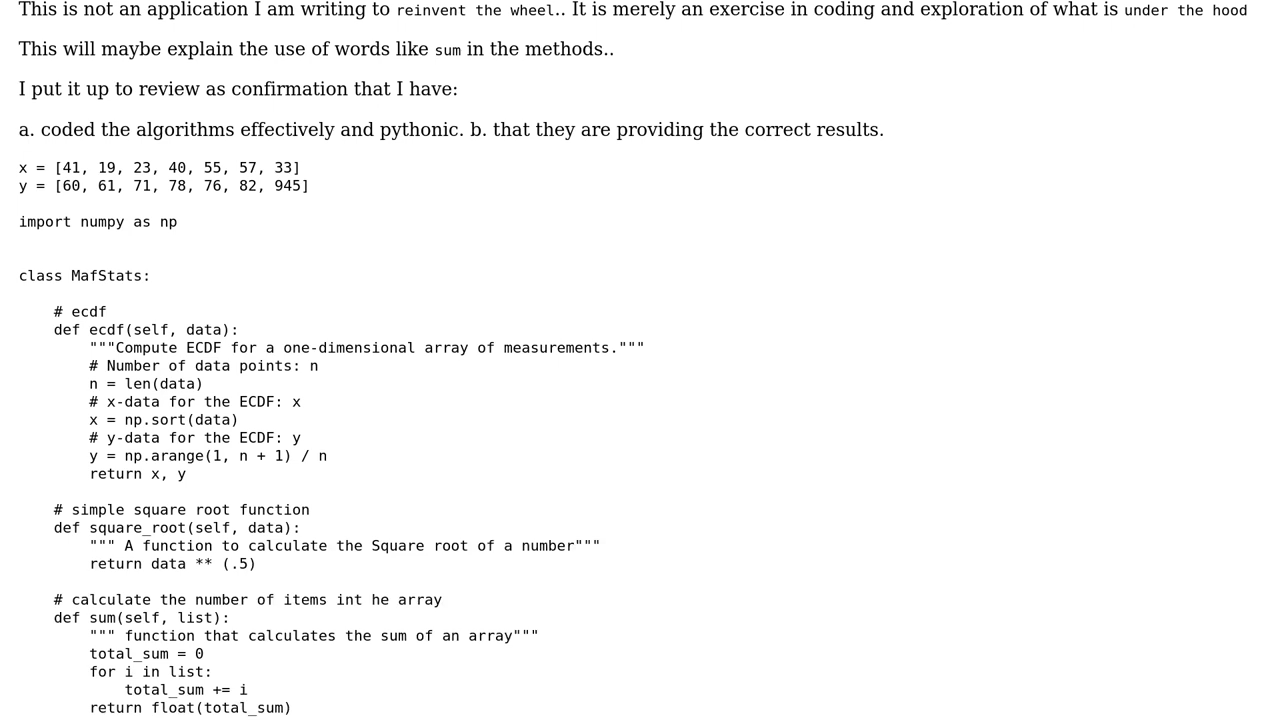 This is not an application I am writing to reinvent the wheel.. It is merely an exercise in coding and exploration of what is under the hood
This will maybe explain the use of words like sum in the methods..
I put it up to review as confirmation that I have:
a. coded the algorithms effectively and pythonic. b. that they are providing the correct results.
x = [41, 19, 23, 40, 55, 57, 33]
y = [60, 61, 71, 78, 76, 82, 945]
import numpy as np
class MafStats:
    # ecdf
    def ecdf(self, data):
        """Compute ECDF for a one-dimensional array of measurements."""
        # Number of data points: n
        n = len(data)
        # x-data for the ECDF: x
        x = np.sort(data)
        # y-data for the ECDF: y
        y = np.arange(1, n + 1) / n
        return x, y
    # simple square root function
    def square_root(self, data):
        """ A function to calculate the Square root of a number"""
        return data ** (.5)
    # calculate the number of items int he array
    def sum(self, list):
        """ function that calculates the sum of an array"""
        total_sum = 0
        for i in list:
            total_sum += i
        return float(total_sum)